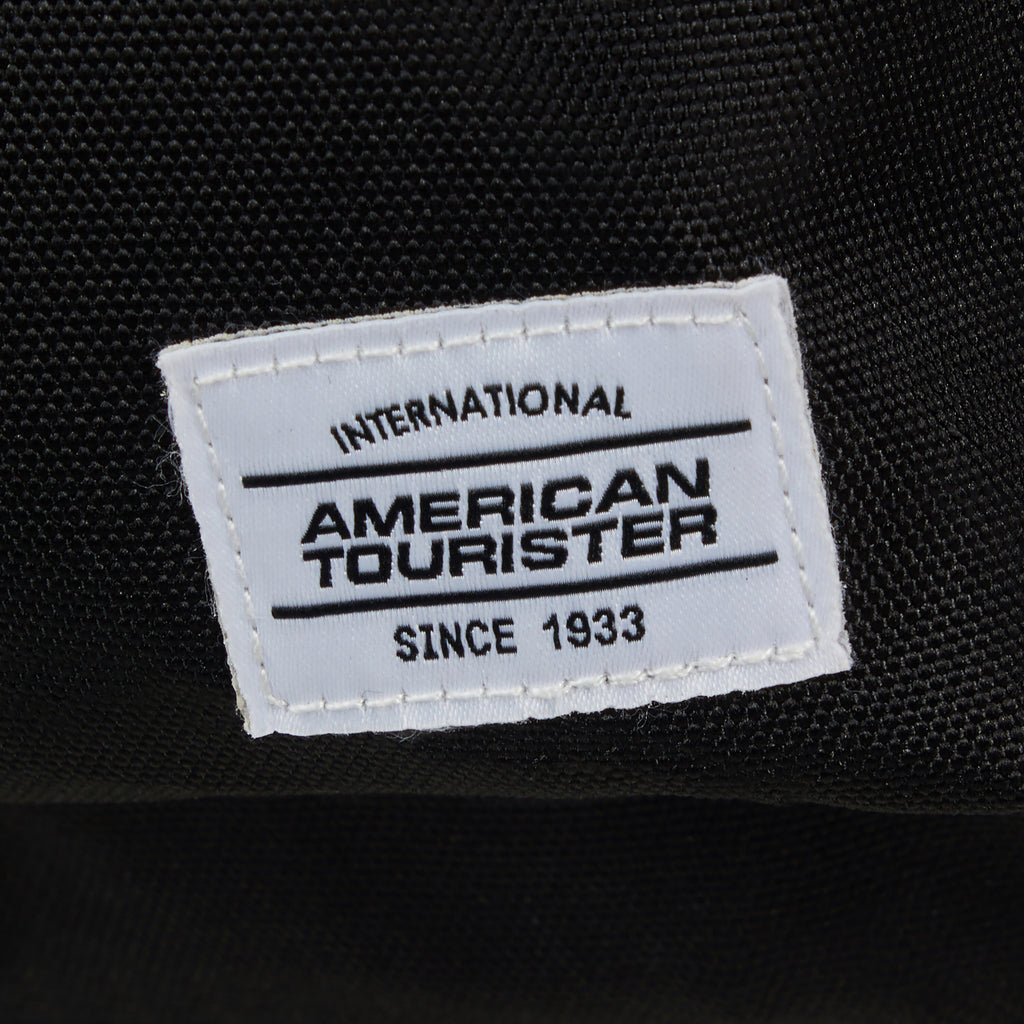 INTERNATIONAL
AMERICAN
TOURISTER
SINCE 1933